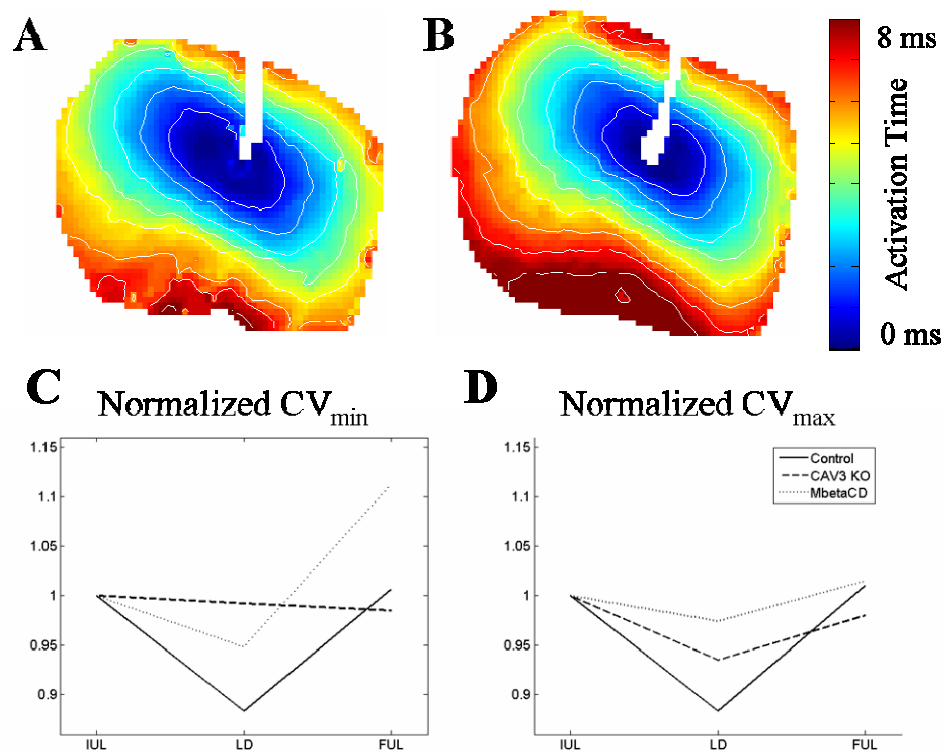 A
B
8 ms
Activation Time
0 ms
C
Normalized CVmin
D
Normalized CVmax
1.15
1.1
1.05
1
0.95
0.9
IUL
LD
FUL
1.15
1.1
1.05
1
0.95
0.9
IUL
LD
FUL
Control
CAV3 KO
MbetaCD